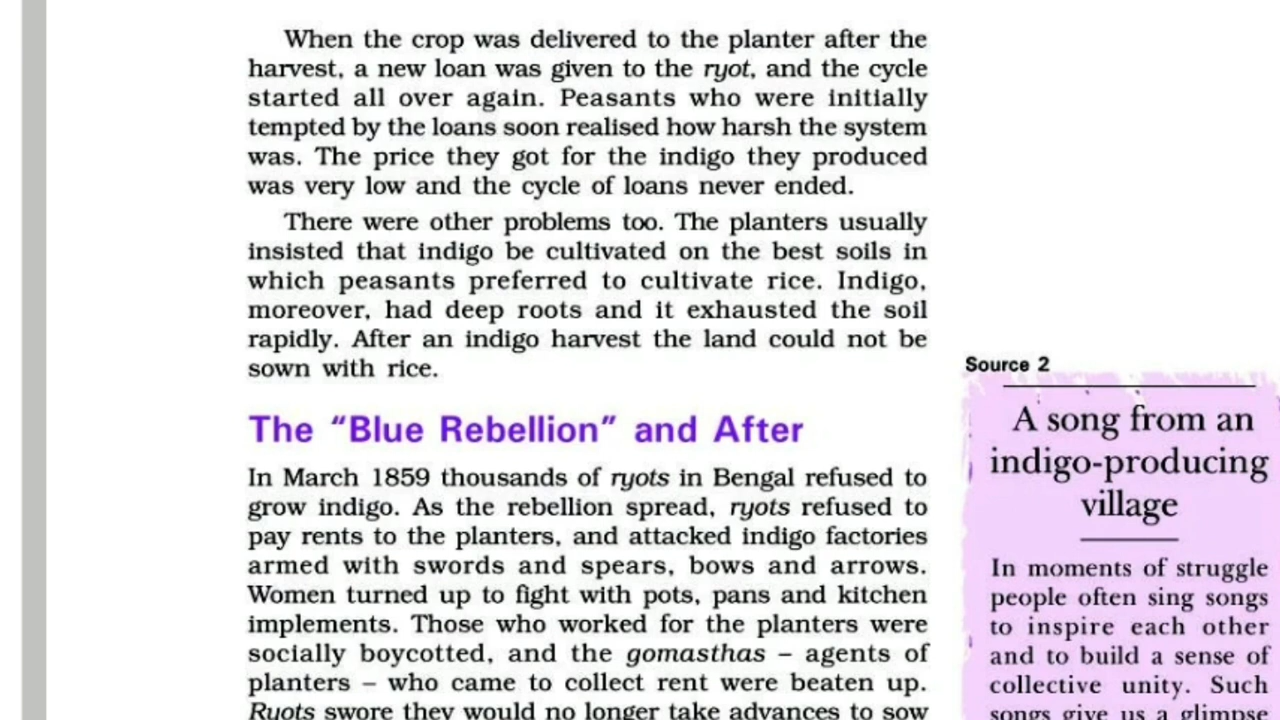 When the crop was delivered to the planter after the
harvest, a new loan was given to the ryot, and the cycle
started all over again. Peasants who were initially
tempted by the loans soon realised how harsh the system
was. The price they got for the indigo they produced
was very low and the cycle of loans never ended.
There were other problems too. The planters usually
insisted that indigo be cultivated on the best soils in
which peasants preferred to cultivate rice. Indigo,
moreover, had deep roots and it exhausted the soil
rapidly. After an indigo harvest the land could not be
sown with rice.
The “Blue Rebellion” and After
In March 1859 thousands of ryots in Bengal refused to
grow indigo. As the rebellion spread, ryots refused to
pay rents to the planters, and attacked indigo factories
armed with swords and spears, bows and arrows.
Women turned up to fight with pots, pans and kitchen
implements. Those who worked for the planters were
socially boycotted, and the gomasthas – agents of
planters – who came to collect rent were beaten up.
Ryots swore they would no longer take advances to sow
Source 2
A song from an
indigo-producing
village
In moments of struggle
people often sing songs
to inspire each other
and to build a sense of
collective unity. Such
songs give us a glimpse